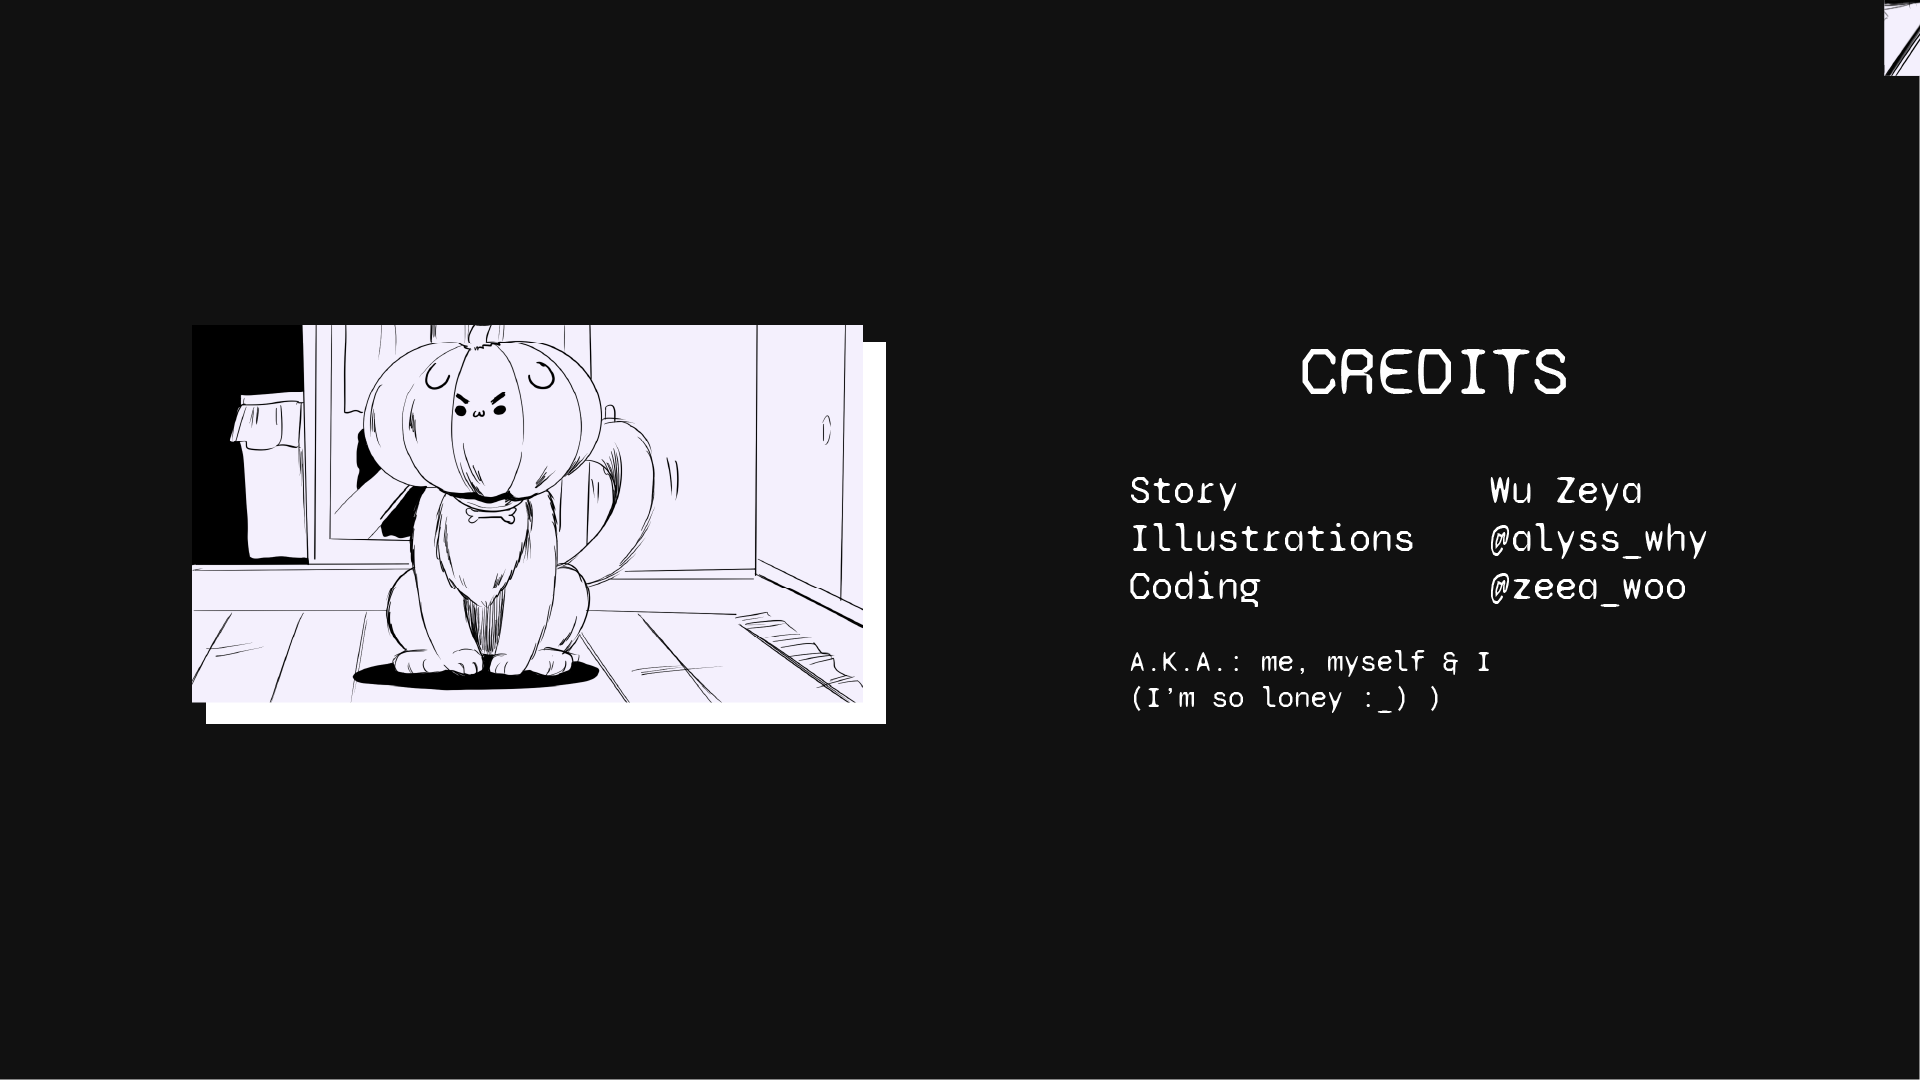 CREDITS
Story Wu Zeya
Illustrations @alyss_why
Coding @zeea_woo
A.K.A.: me, myself & I
(I'm so loney :_) )